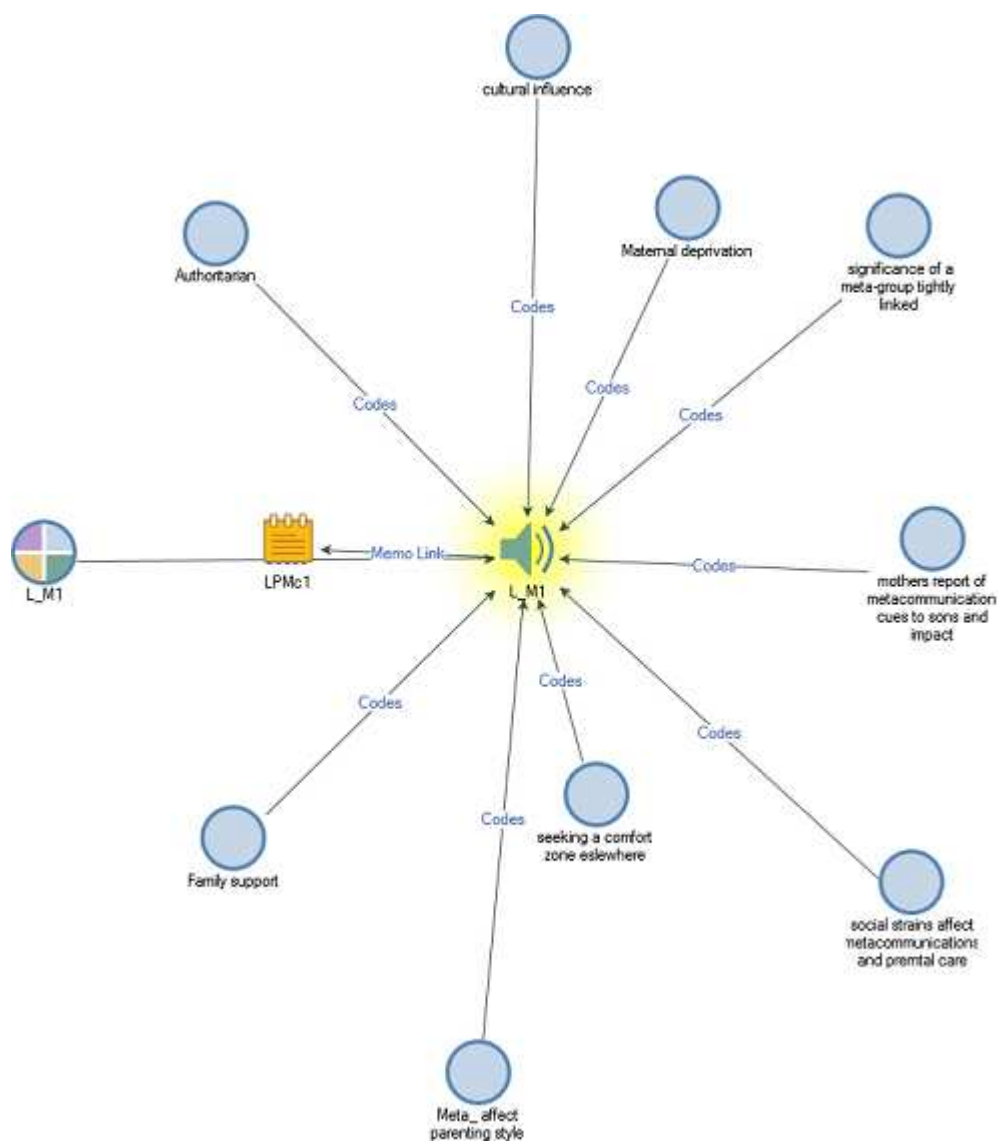 cultural influence
Authoritarian
Maternal deprivation
significance of a
meta-group tightly
linked
Codes
Codes
Codes
Codes
L_M1
LPMc1
Memo Link
L_M1
Codes
mothers report of
metacommunication
cues to sons and
impact
Codes
Codes
Codes
Codes
Family support
seeking a comfort
zone eslewhere
social strains affect
metacommunications
and premtal care
Meta_ affect
parenting style